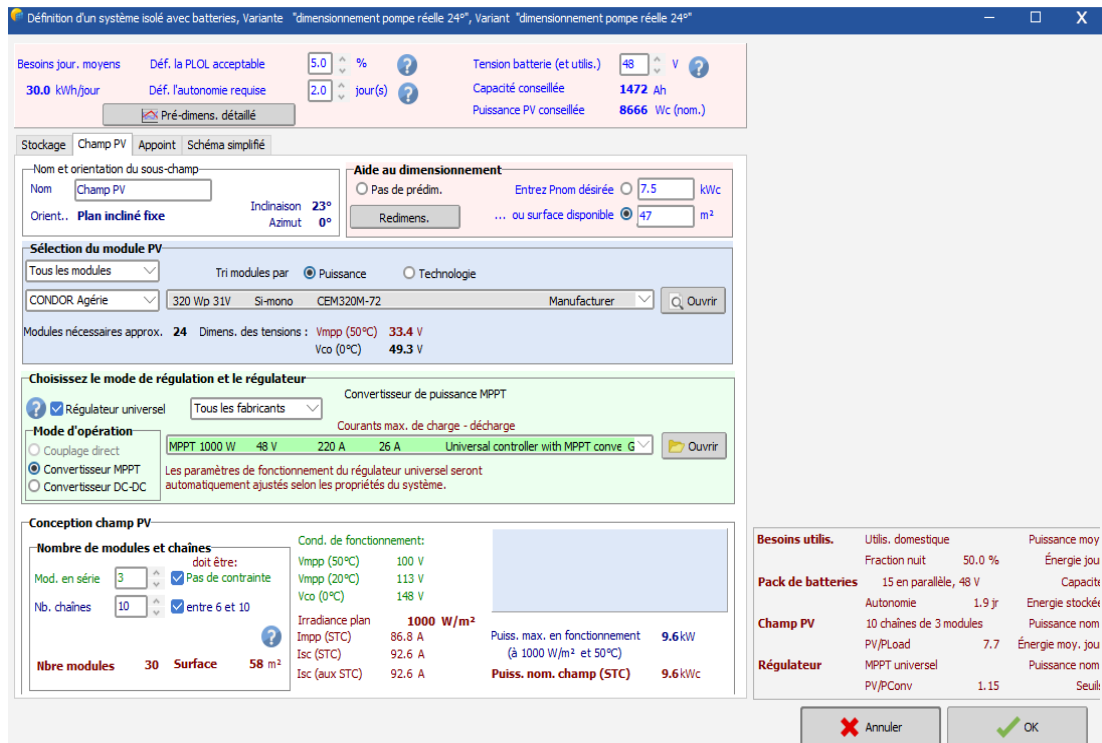 Définition d'un système isolé avec batteries, Variante "dimensionnement pompe réelle 24°", Variant "dimensionnement pompe réelle 24°"
Besoins jour. moyens Déf. la PLOL acceptable 5.0 % ? Tension batterie (et utilis.) 48 V ?
30.0 kWh/jour Déf. l'autonomie requise 2.0 jour(s) ? Capacité conseillée 1472 Ah
Pré-dimens. détaillé Puissance PV conseillée 8666 Wc (nom.)
Stockage Champ PV Appoint Schéma simplifié
Nom et orientation du sous-champ
Nom Champ PV
Orient.. Plan incliné fixe
Inclinaison 23°
Azimut 0°
Aide au dimensionnement
Pas de prédim. Entrez Pnom désirée 7.5 kWc
Redimens. ... ou surface disponible 47 m²
Sélection du module PV
Tous les modules Tri modules par Puissance Technologie
CONDOR Agérie 320 Wp 31V Si-mono CEM320M-72 Manufacturer Ouvrir
Modules nécessaires approx. 24 Dimens. des tensions : Vmpp (50°C) 33.4 V
Vco (0°C) 49.3 V
Choisissez le mode de régulation et le régulateur
Convertisseur de puissance MPPT
? Régulateur universel Tous les fabricants
Courants max. de charge - décharge
Mode d'opération
Couplage direct
Convertisseur MPPT
Convertisseur DC-DC
MPPT 1000 W 48 V 220 A 26 A Universal controller with MPPT conve G Ouvrir
Les paramètres de fonctionnement du régulateur universel seront
automatiquement ajustés selon les propriétés du système.
Conception champ PV
Nombre de modules et chaînes
doit être:
Mod. en série 3 Pas de contrainte
Nb. chaînes 10 entre 6 et 10
?
Nbre modules 30 Surface 58 m²
Cond. de fonctionnement:
Vmpp (50°C) 100 V
Vmpp (20°C) 113 V
Vco (0°C) 148 V
Irradiance plan 1000 W/m²
Impp (STC) 86.8 A
Isc (STC) 92.6 A
Isc (aux STC) 92.6 A
Puiss. max. en fonctionnement 9.6kW
(à 1000 W/m² et 50°C)
Puiss. nom. champ (STC) 9.6kWc
Besoins utilis. Utilis. domestique Puissance moy
Fraction nuit 50.0 % Énergie jou
Pack de batteries 15 en parallèle, 48 V Capacite
Autonomie 1.9 jr Energie stockée
Champ PV 10 chaînes de 3 modules Puissance nom
PV/PLoad 7.7 Énergie moy. jou
Régulateur MPPT universel Puissance nom
PV/PConv 1.15 Seuils
Annuler OK